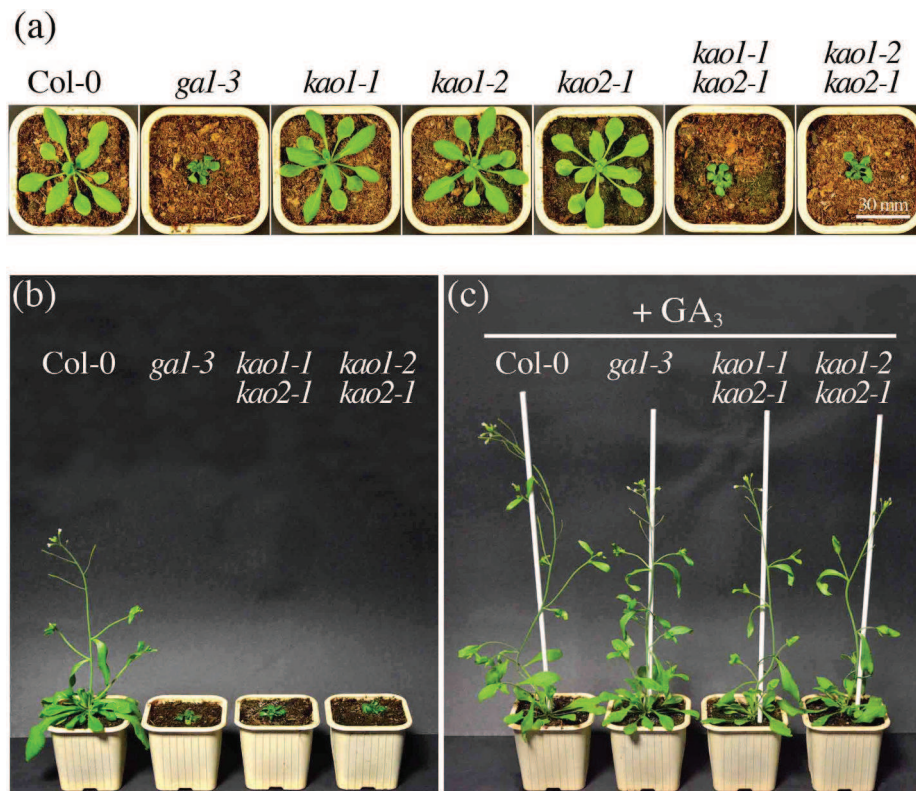 (a)
Col-0 ga1-3 kao1-1 kao1-2 kao2-1 kao1-1 kao1-2
kao2-1 kao2-1
30 mm
(b)
Col-0 ga1-3 kao1-1 kao1-2
kao2-1 kao2-1
(c)
+ GA₃
Col-0 ga1-3 kao1-1 kao1-2
kao2-1 kao2-1